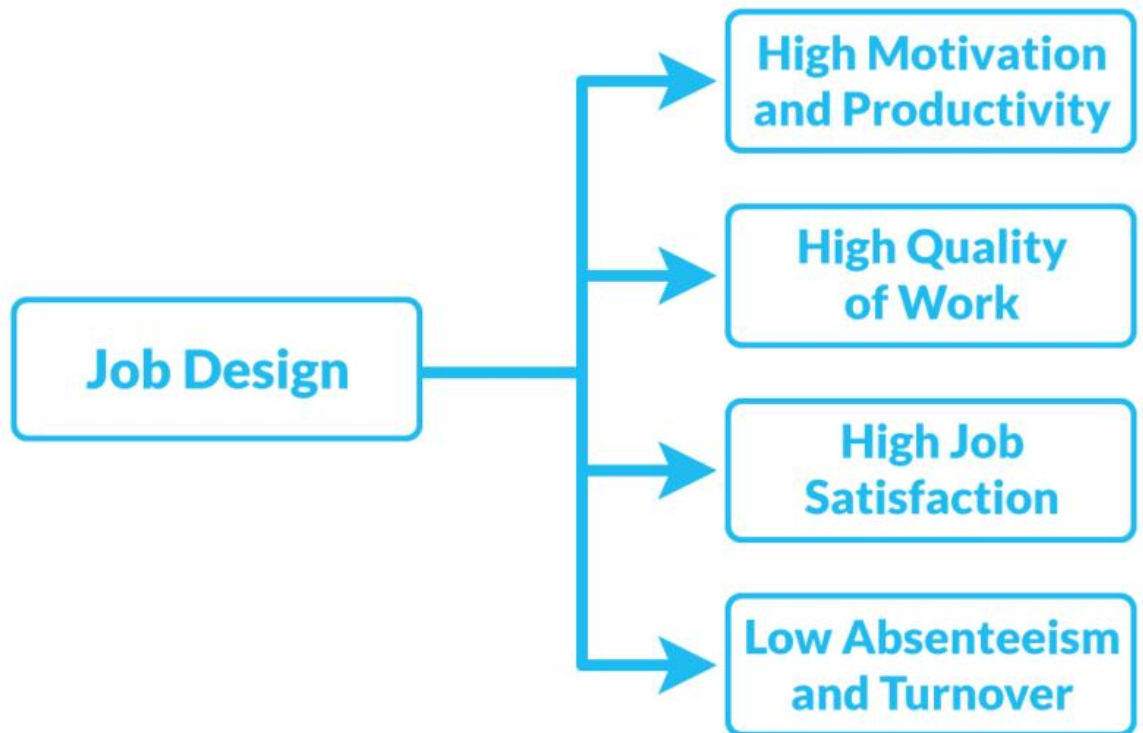 Job Design
High Motivation
and Productivity
High Quality
of Work
High Job
Satisfaction
Low Absenteeism
and Turnover